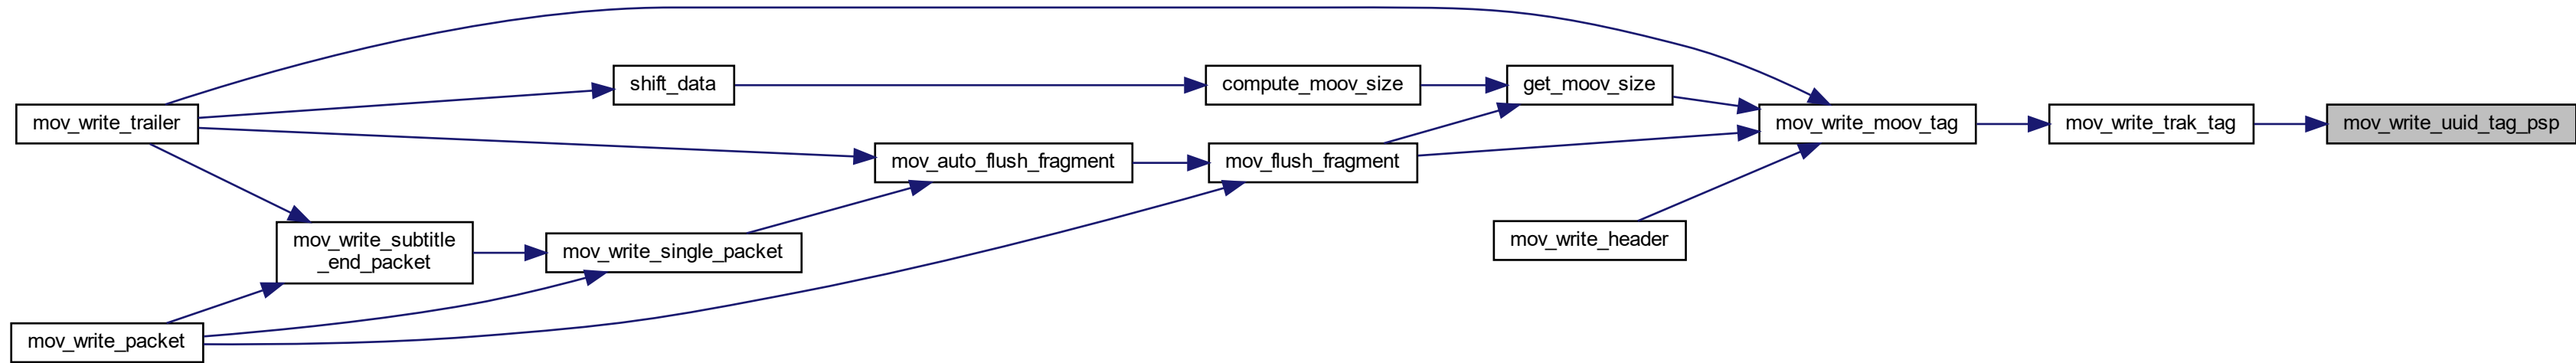 shift_data
compute_moov_size
get_moov_size
mov_write_trailer
mov_write_moov_tag
mov_write_trak_tag
mov_write_uuid_tag_psp
mov_auto_flush_fragment
mov_flush_fragment
mov_write_subtitle
_end_packet
mov_write_single_packet
mov_write_header
mov_write_packet